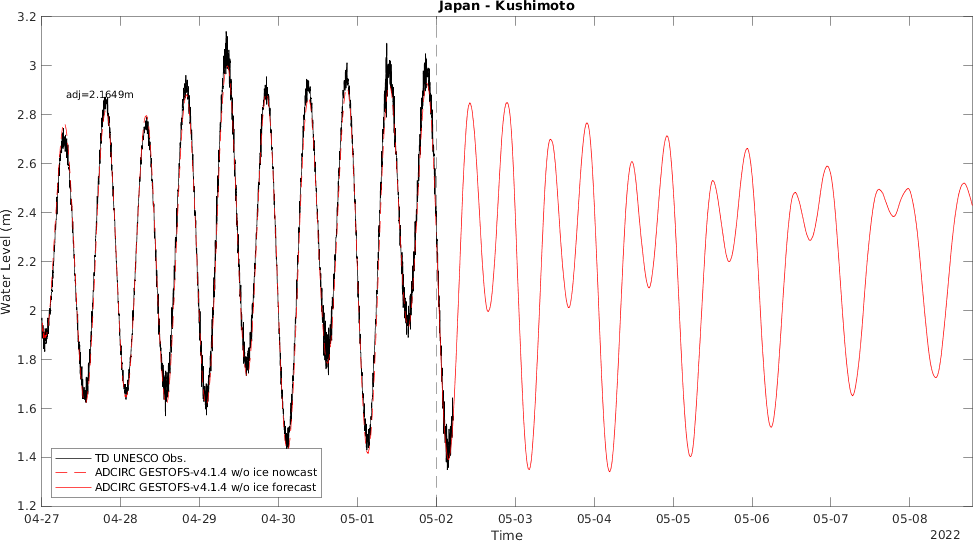 Japan - Kushimoto
3.2
3
2.8
2.6
2.4
2.2
2
1.8
1.6
1.4
1.2
Water Level (m)
adj=2.1649m
TD UNESCO Obs.
ADCIRC GESTOFS-v4.1.4 w/o ice nowcast
ADCIRC GESTOFS-v4.1.4 w/o ice forecast
04-27 04-28 04-29 04-30 05-01 05-02 05-03 05-04 05-05 05-06 05-07 05-08
2022
Time